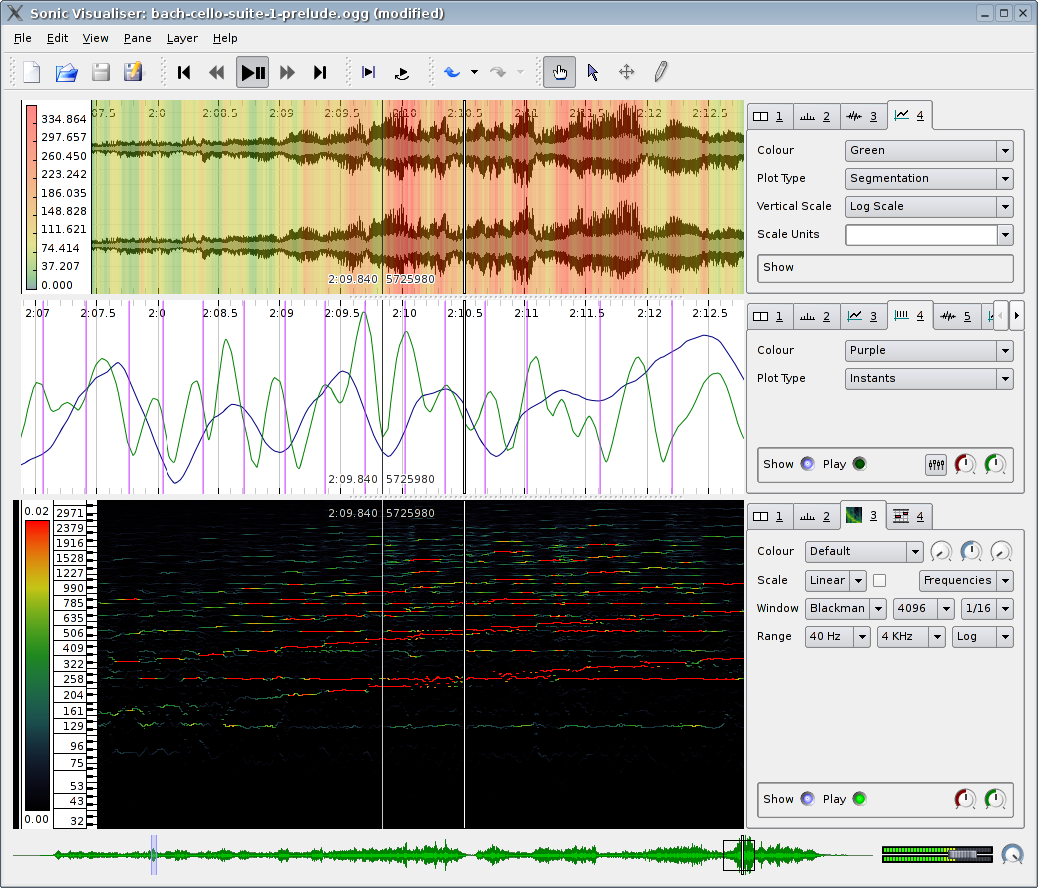 Sonic Visualiser: bach-cello-suite-1-prelude.ogg (modified)
File Edit View Pane Layer Help
07.5 2:0 2:08.5 2:09 2:09.5 2:10 2:10.5 2:11 2:11.5 2:12 2:12.5
334.864
297.657
260.450
223.242
186.035
148.828
111.621
74.414
37.207
0.000
2:09.840 5725980
1 2 3 4
Colour Green
Plot Type Segmentation
Vertical Scale Log Scale
Scale Units
Show
2:07 2:07.5 2:0 2:08.5 2:09 2:09.5 2:10 2:10.5 2:11 2:11.5 2:12 2:12.5
2:09.840 5725980
1 2 3 4 5
Colour Purple
Plot Type Instants
Show Play
0.02
0.00
2971
2379
1916
1528
1227
990
785
635
506
409
322
258
204
161
129
96
75
53
43
32
2:09.840 5725980
1 2 3 4
Colour Default
Scale Linear Frequencies
Window Blackman 4096 1/16
Range 40 Hz 4 KHz Log
Show Play